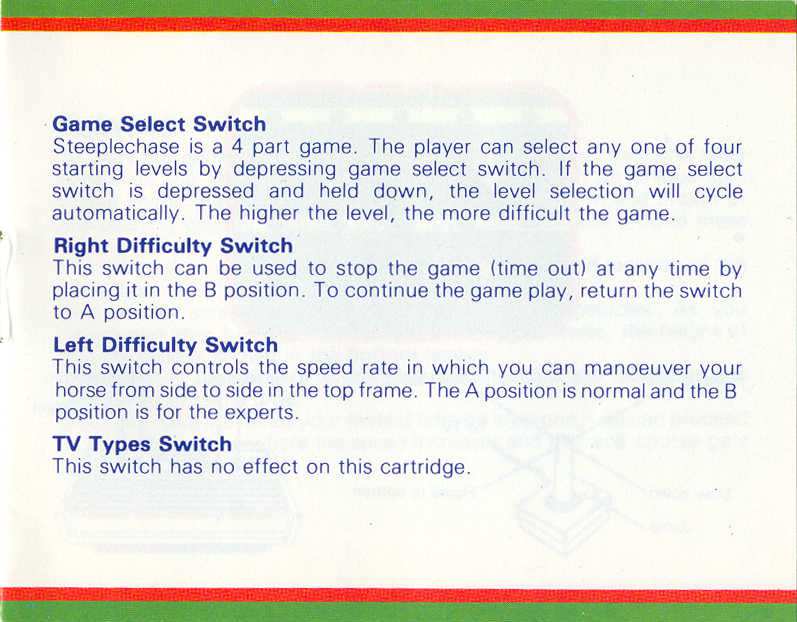 Game Select Switch
Steeplechase is a 4 part game. The player can select any one of four
starting levels by depressing game select switch. If the game select
switch is depressed and held down, the level selection will cycle
automatically. The higher the level, the more difficult the game.
Right Difficulty Switch
This switch can be used to stop the game (time out) at any time by
placing it in the B position. To continue the game play, return the switch
to A position.
Left Difficulty Switch
This switch controls the speed rate in which you can manoeuver your
horse from side to side in the top frame. The A position is normal and the B
position is for the experts.
TV Types Switch
This switch has no effect on this cartridge.